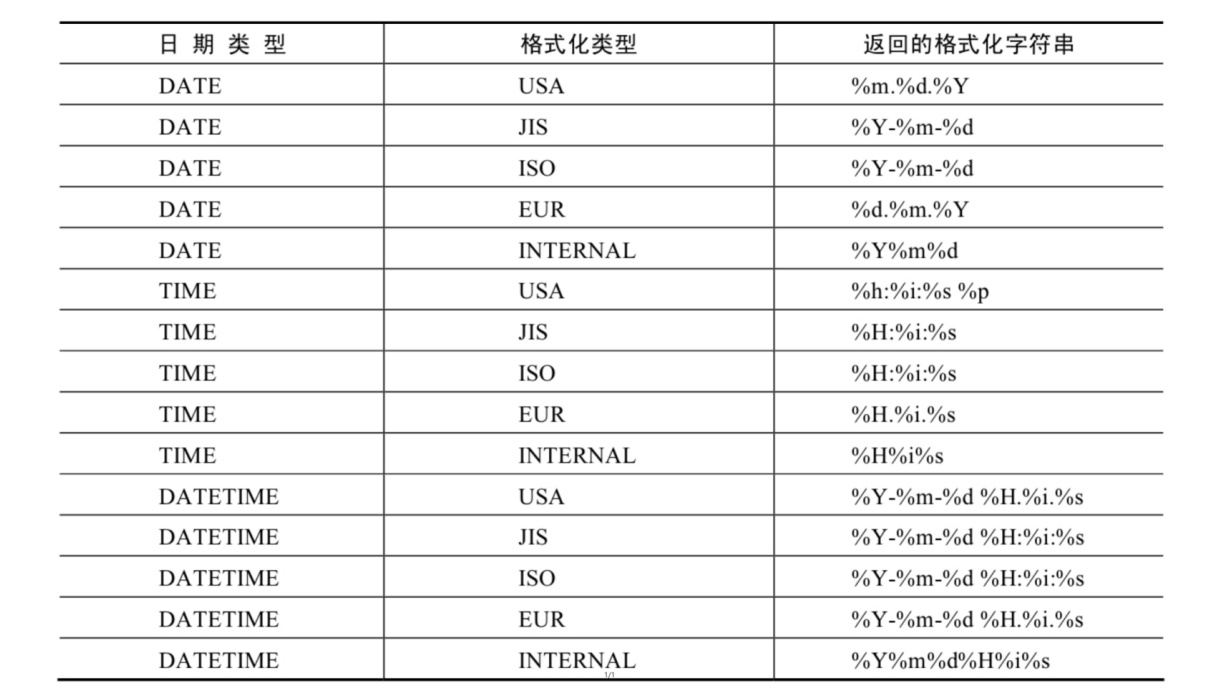 日 期 类 型 格式化类型 返回的格式化字符串
DATE USA %m.%d.%Y
DATE JIS %Y-%m-%d
DATE ISO %Y-%m-%d
DATE EUR %d.%m.%Y
DATE INTERNAL %Y%m%d
TIME USA %h:%i:%s %p
TIME JIS %H:%i:%s
TIME ISO %H:%i:%s
TIME EUR %H.%i.%s
TIME INTERNAL %H%i%s
DATETIME USA %Y-%m-%d %H.%i.%s
DATETIME JIS %Y-%m-%d %H:%i:%s
DATETIME ISO %Y-%m-%d %H:%i:%s
DATETIME EUR %Y-%m-%d %H.%i.%s
DATETIME INTERNAL %Y%m%d%H%i%s
1/1